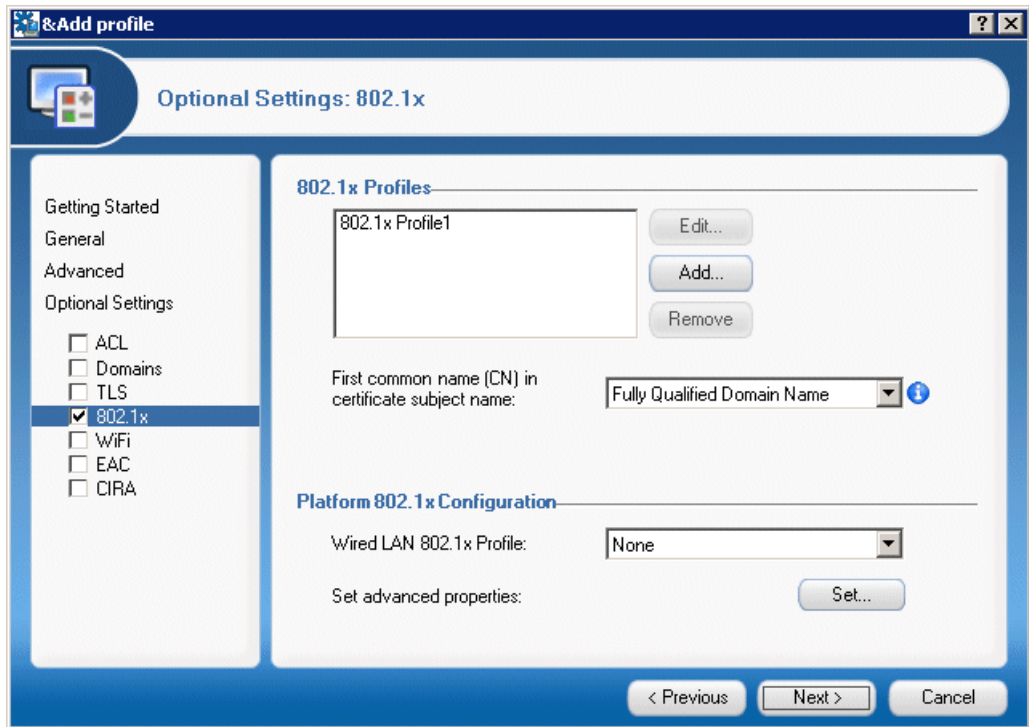 &Add profile
Optional Settings: 802.1x
Getting Started
General
Advanced
Optional Settings
ACL
Domains
TLS
802.1x
WiFi
EAC
CIRA
802.1x Profiles
802.1x Profile1
Edit...
Add...
Remove
First common name (CN) in
certificate subject name:
Fully Qualified Domain Name
Platform 802.1x Configuration
Wired LAN 802.1x Profile:
None
Set advanced properties:
Set...
< Previous
Next >
Cancel